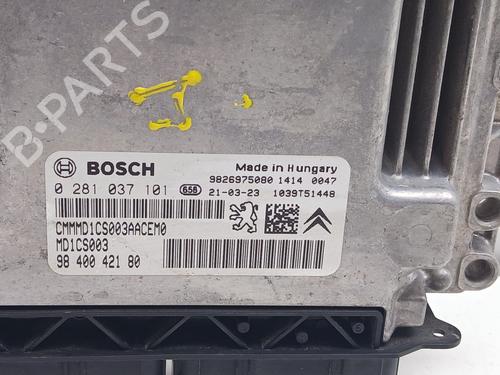 B-PARTS
BOSCH
Made in Hungary
9826975080 1414 0047
0 281 037 101 658 21-03-23 1039T51448
CMMMD1CS003AACEM0
MD1CS003
98 400 421 80